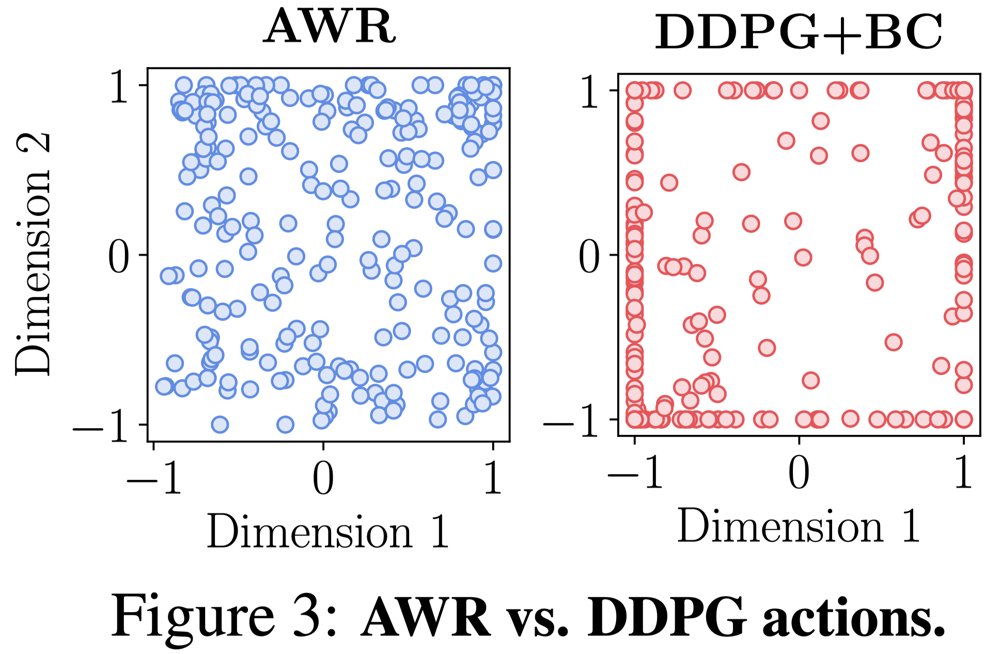 AWR
DDPG+BC
Dimension 2
1
0
−1
−1 0 1
Dimension 1
1
0
−1
−1 0 1
Dimension 1
Figure 3: AWR vs. DDPG actions.